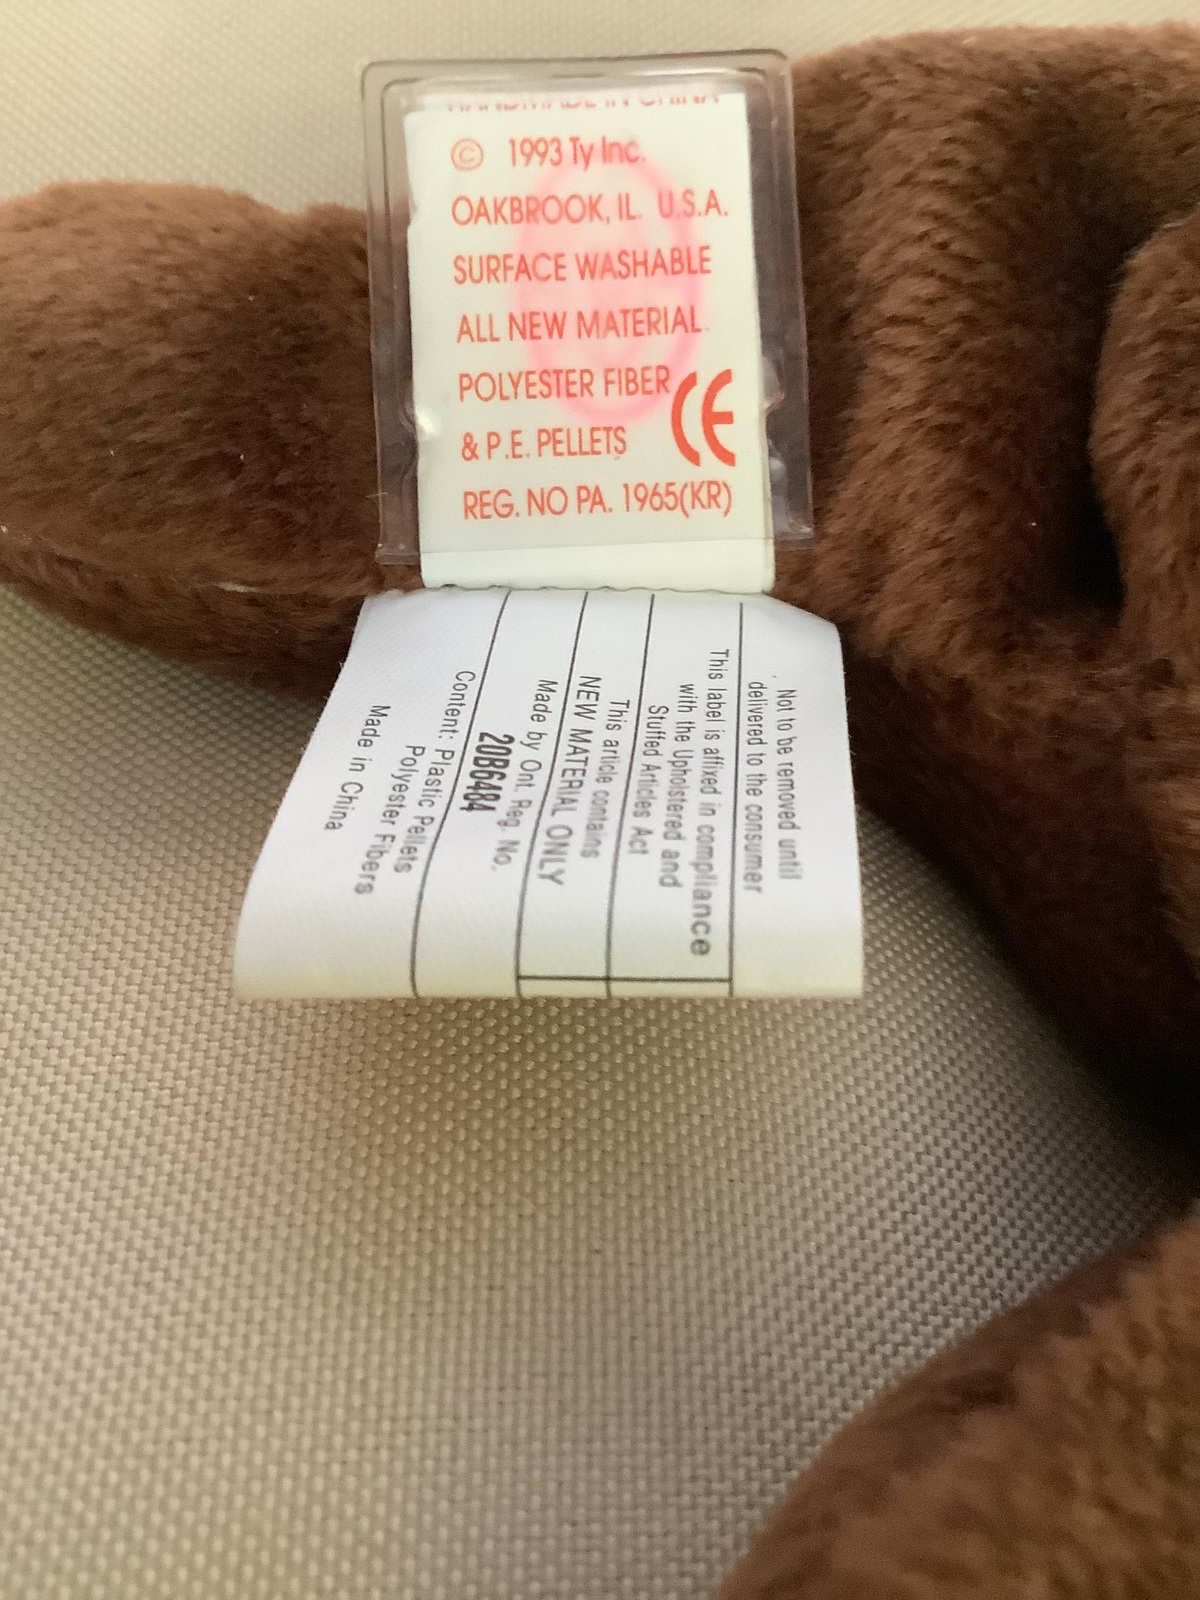 HANDMADE IN CHINA
© 1993 Ty Inc.
OAKBROOK, IL. U.S.A.
SURFACE WASHABLE
ALL NEW MATERIAL
POLYESTER FIBER
& P.E. PELLETS
CE
REG. NO PA. 1965(KR)
Not to be removed until
delivered to the consumer
This label is affixed in compliance
with the Upholstered and
Stuffed Articles Act
This article contains
NEW MATERIAL ONLY
Made by Ont. Reg. No.
20B6484
Content: Plastic Pellets
Polyester Fibers
Made in China